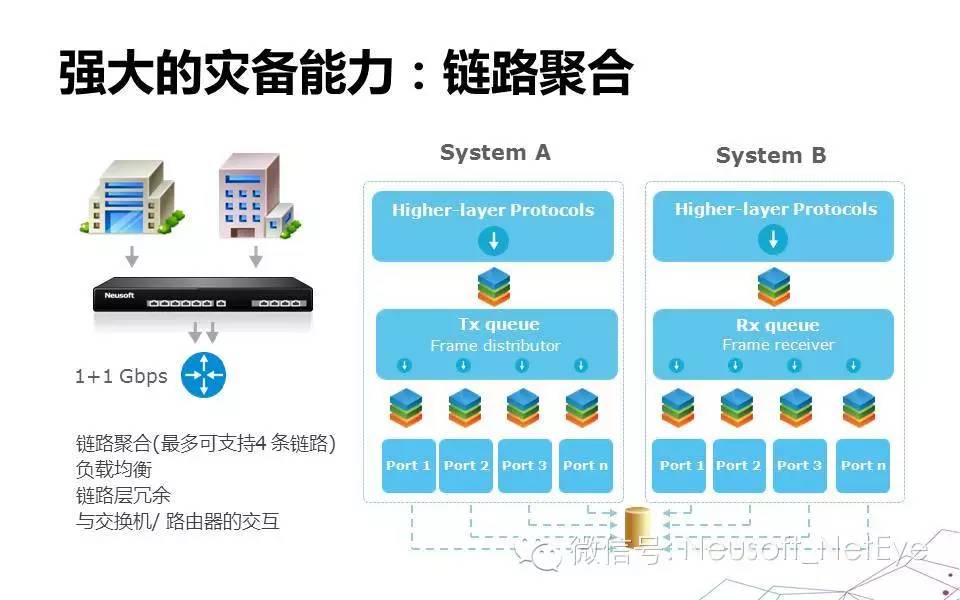 强大的灾备能力：链路聚合
System A
System B
Higher-layer Protocols
Higher-layer Protocols
Neusoft
Tx queue
Frame distributor
Rx queue
Frame receiver
1+1 Gbps
Port 1 Port 2 Port 3 Port n
Port 1 Port 2 Port 3 Port n
链路聚合(最多可支持4 条链路)
负载均衡
链路层冗余
与交换机/ 路由器的交互
微信号: Neusoft_NetEye